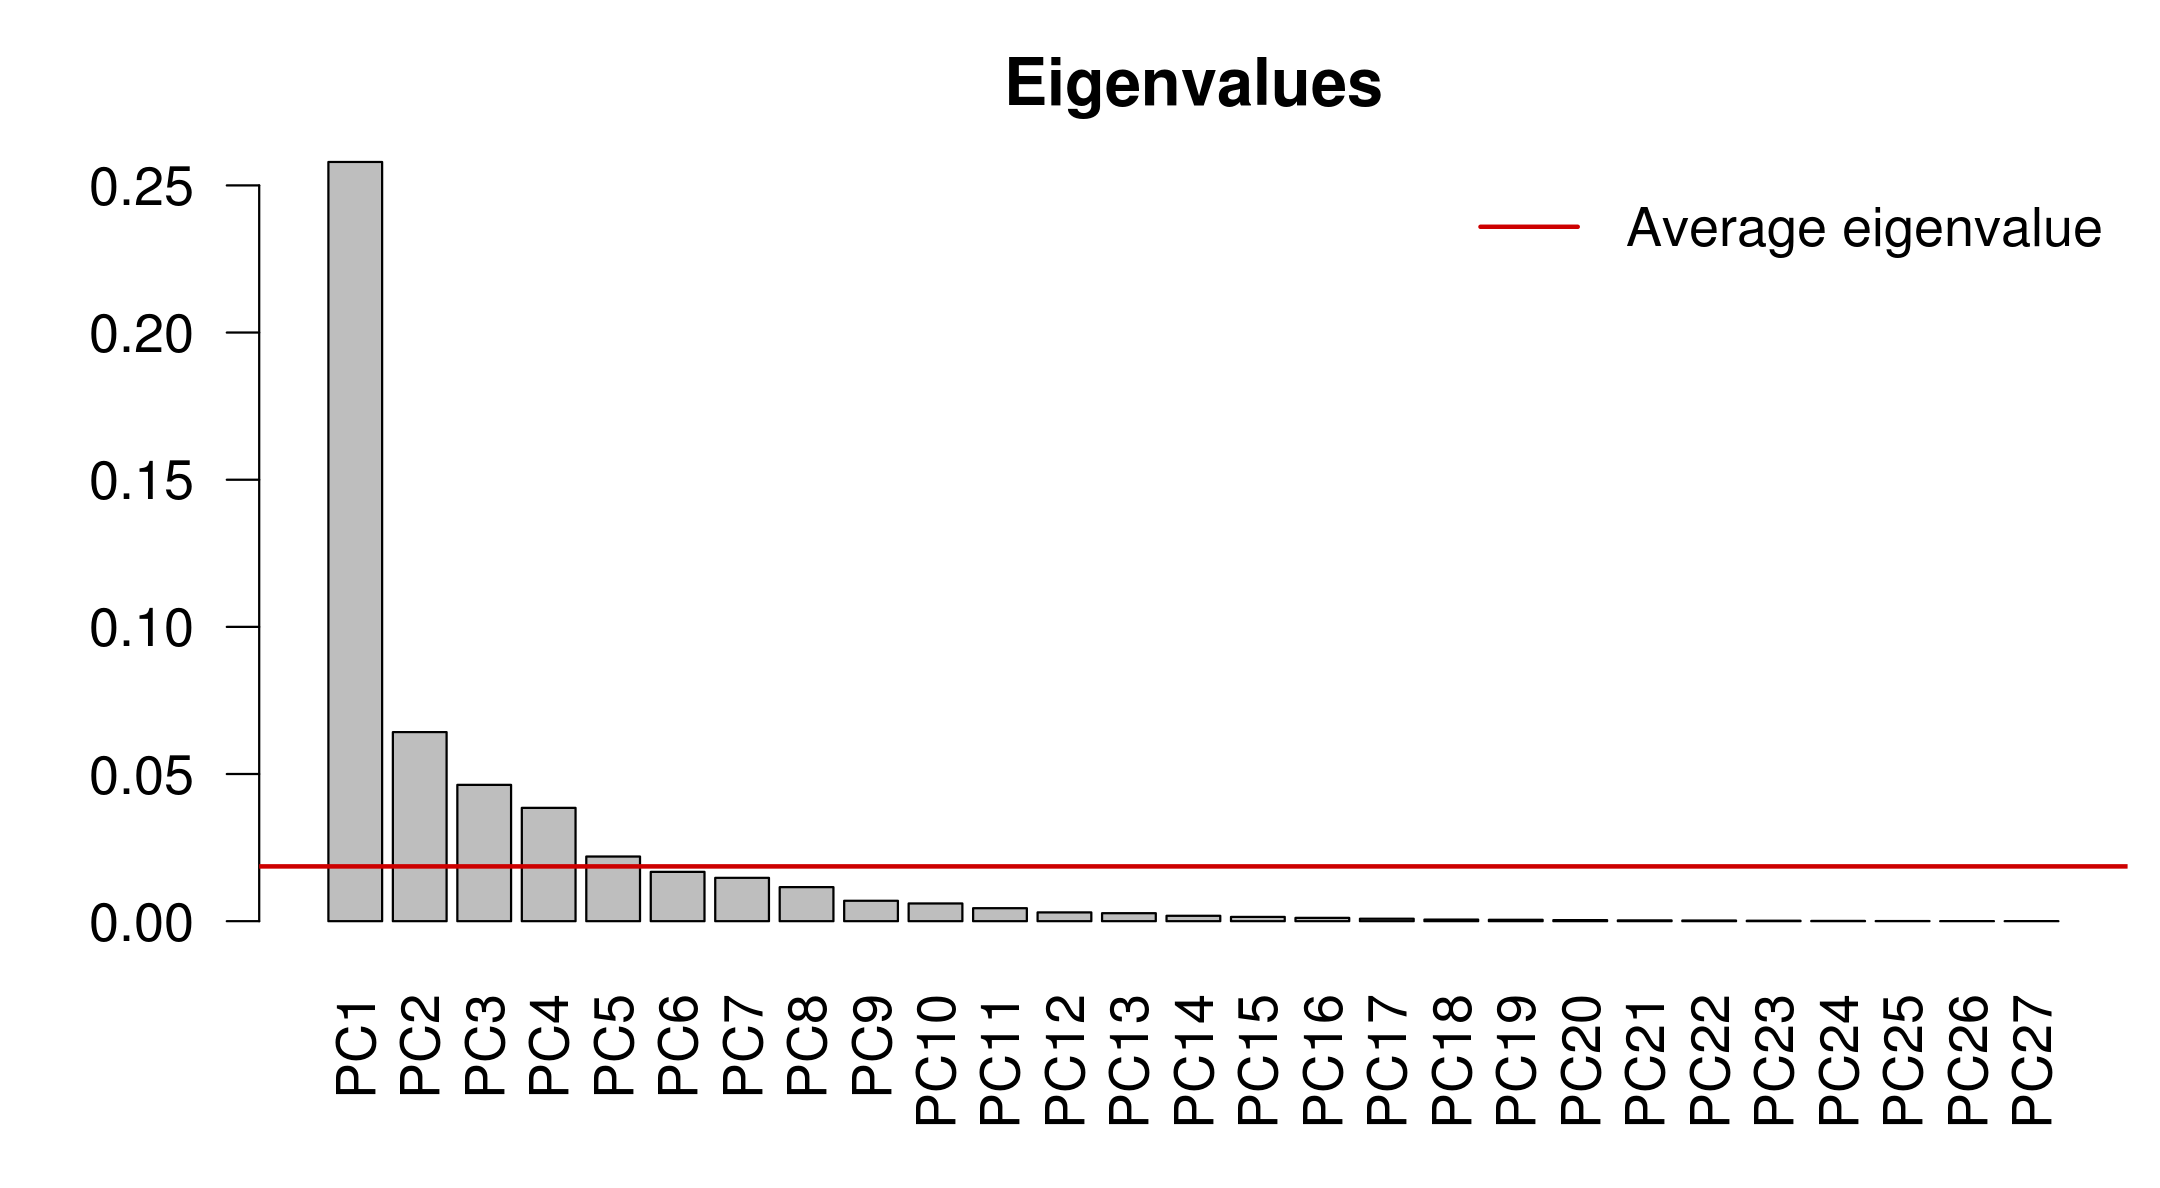 Eigenvalues
0.25
0.20
0.15
0.10
0.05
0.00
Average eigenvalue
PC1
PC2
PC3
PC4
PC5
PC6
PC7
PC8
PC9
PC10
PC11
PC12
PC13
PC14
PC15
PC16
PC17
PC18
PC19
PC20
PC21
PC22
PC23
PC24
PC25
PC26
PC27